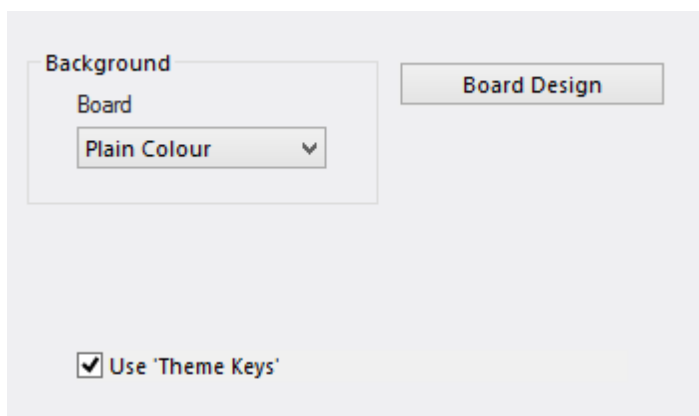 Background
Board Design
Board
Plain Colour
Use 'Theme Keys'